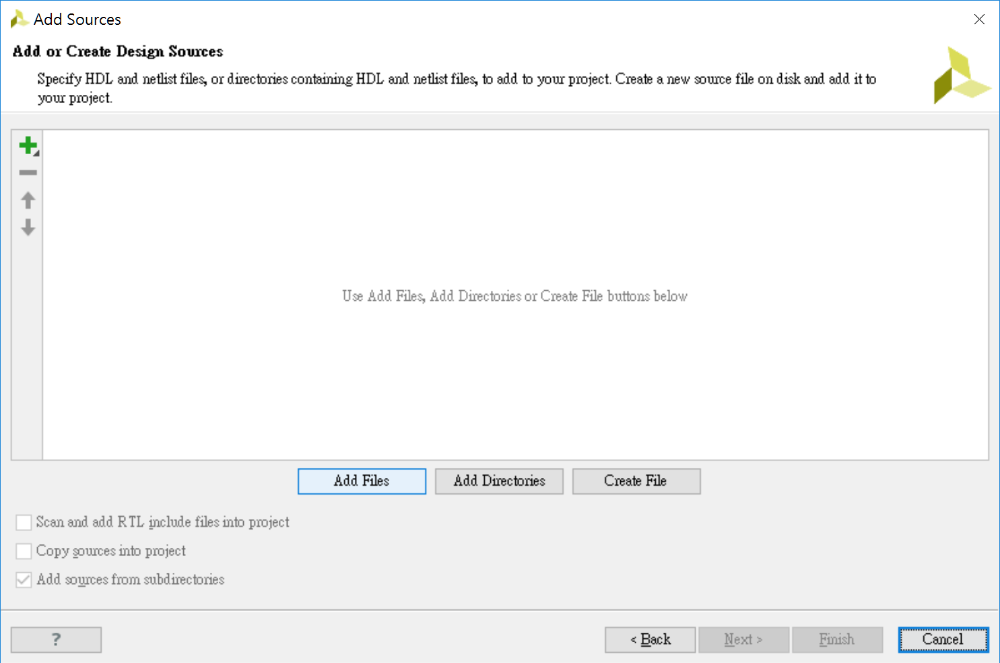 Add Sources
Add or Create Design Sources
Specify HDL and netlist files, or directories containing HDL and netlist files, to add to your project. Create a new source file on disk and add it to
your project.
Use Add Files, Add Directories or Create File buttons below
Add Files
Add Directories
Create File
Scan and add RTL include files into project
Copy sources into project
Add sources from subdirectories
?
< Back
Next >
Finish
Cancel